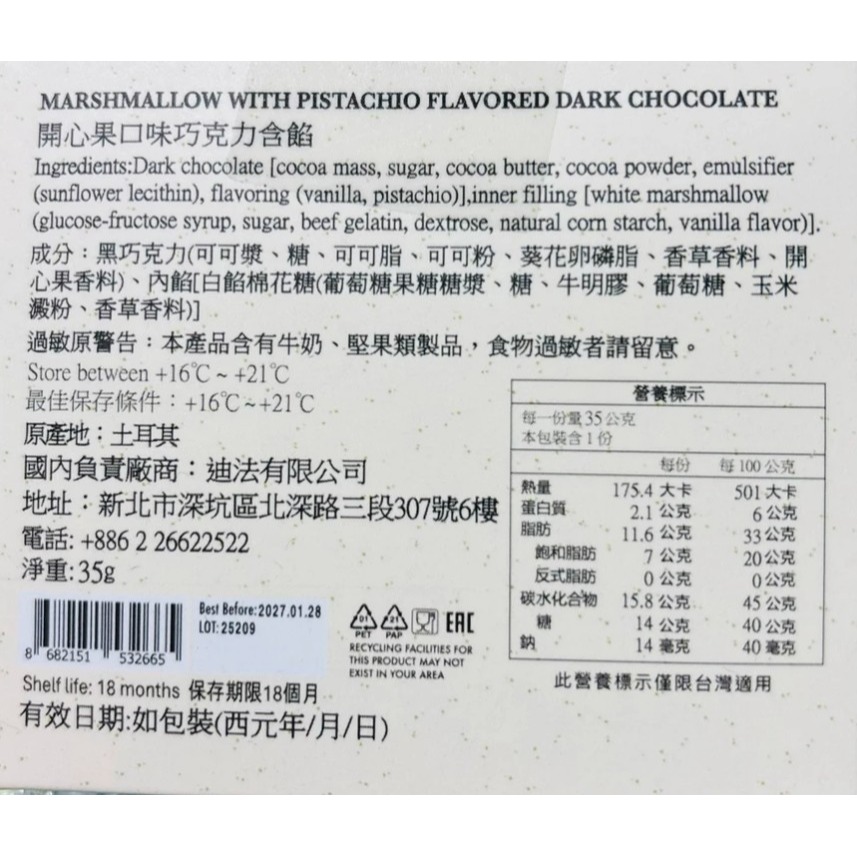 MARSHMALLOW WITH PISTACHIO FLAVORED DARK CHOCOLATE
開心果口味巧克力含餡
Ingredients:Dark chocolate [cocoa mass, sugar, cocoa butter, cocoa powder, emulsifier
(sunflower lecithin), flavoring (vanilla, pistachio)],inner filling [white marshmallow
(glucose-fructose syrup, sugar, beef gelatin, dextrose, natural corn starch, vanilla flavor)].
成分：黑巧克力(可可漿、糖、可可脂、可可粉、葵花卵磷脂、香草香料、開
心果香料)、內餡[白餡棉花糖(葡萄糖果糖糖漿、糖、牛明膠、葡萄糖、玉米
澱粉、香草香料)]
過敏原警告：本產品含有牛奶、堅果類製品，食物過敏者請留意。
Store between +16℃ ~ +21℃
最佳保存條件：+16℃~+21℃
原產地：土耳其
國內負責廠商：迪法有限公司
地址：新北市深坑區北深路三段307號6樓
電話: +886 2 26622522
淨重:35g
8 682151 532665
Best Before:2027.01.28
LOT:25209
01 PET 21 PAP EAC
RECYCLING FACILITIES FOR
THIS PRODUCT MAY NOT
EXIST IN YOUR AREA
Shelf life: 18 months 保存期限18個月
有效日期:如包裝(西元年/月/日)
營養標示
每一份量35公克
本包裝含1份
每份 每100公克
熱量 175.4 大卡 501 大卡
蛋白質 2.1 公克 6 公克
脂肪 11.6 公克 33 公克
飽和脂肪 7 公克 20 公克
反式脂肪 0 公克 0 公克
碳水化合物 15.8 公克 45 公克
糖 14 公克 40 公克
鈉 14 毫克 40 毫克
此營養標示僅限台灣適用